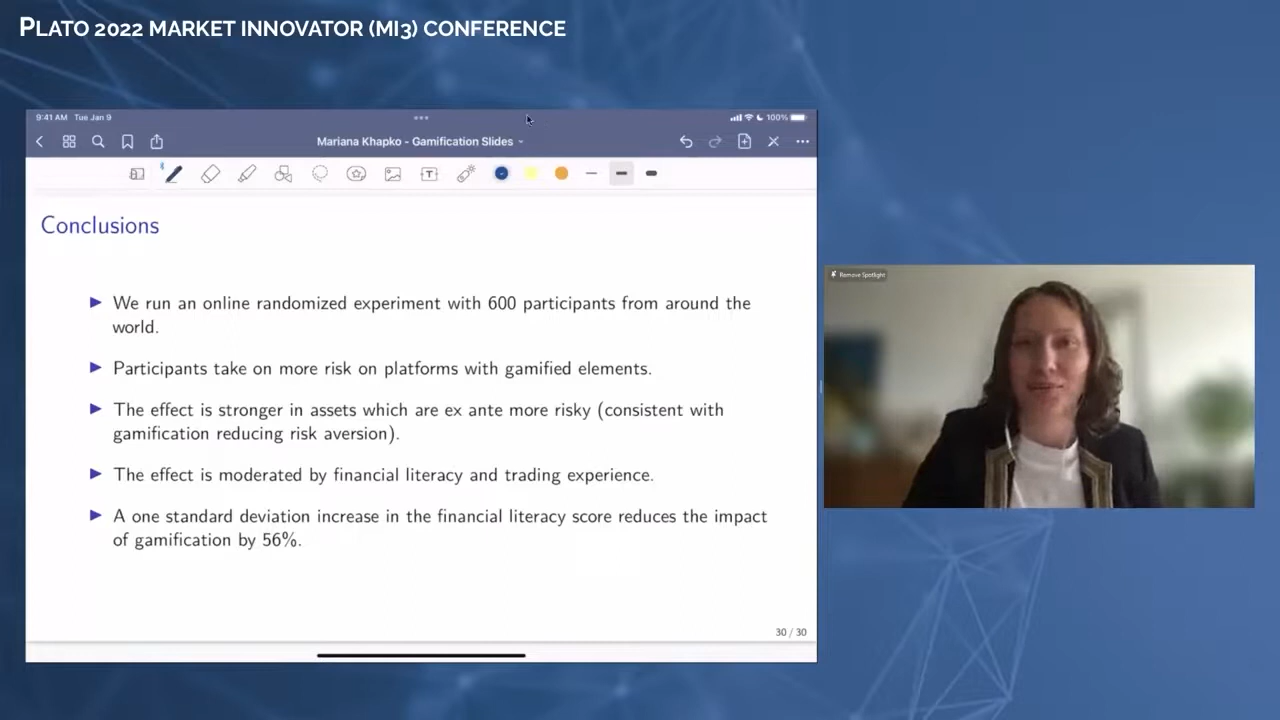 PLATO 2022 MARKET INNOVATOR (MI3) CONFERENCE
9:41 AM Tue Jan 9
100%
Mariana Khapko - Gamification Slides
T
Conclusions
We run an online randomized experiment with 600 participants from around the
world.
Participants take on more risk on platforms with gamified elements.
The effect is stronger in assets which are ex ante more risky (consistent with
gamification reducing risk aversion).
The effect is moderated by financial literacy and trading experience.
A one standard deviation increase in the financial literacy score reduces the impact
of gamification by 56%.
30 / 30
Remove Spotlight